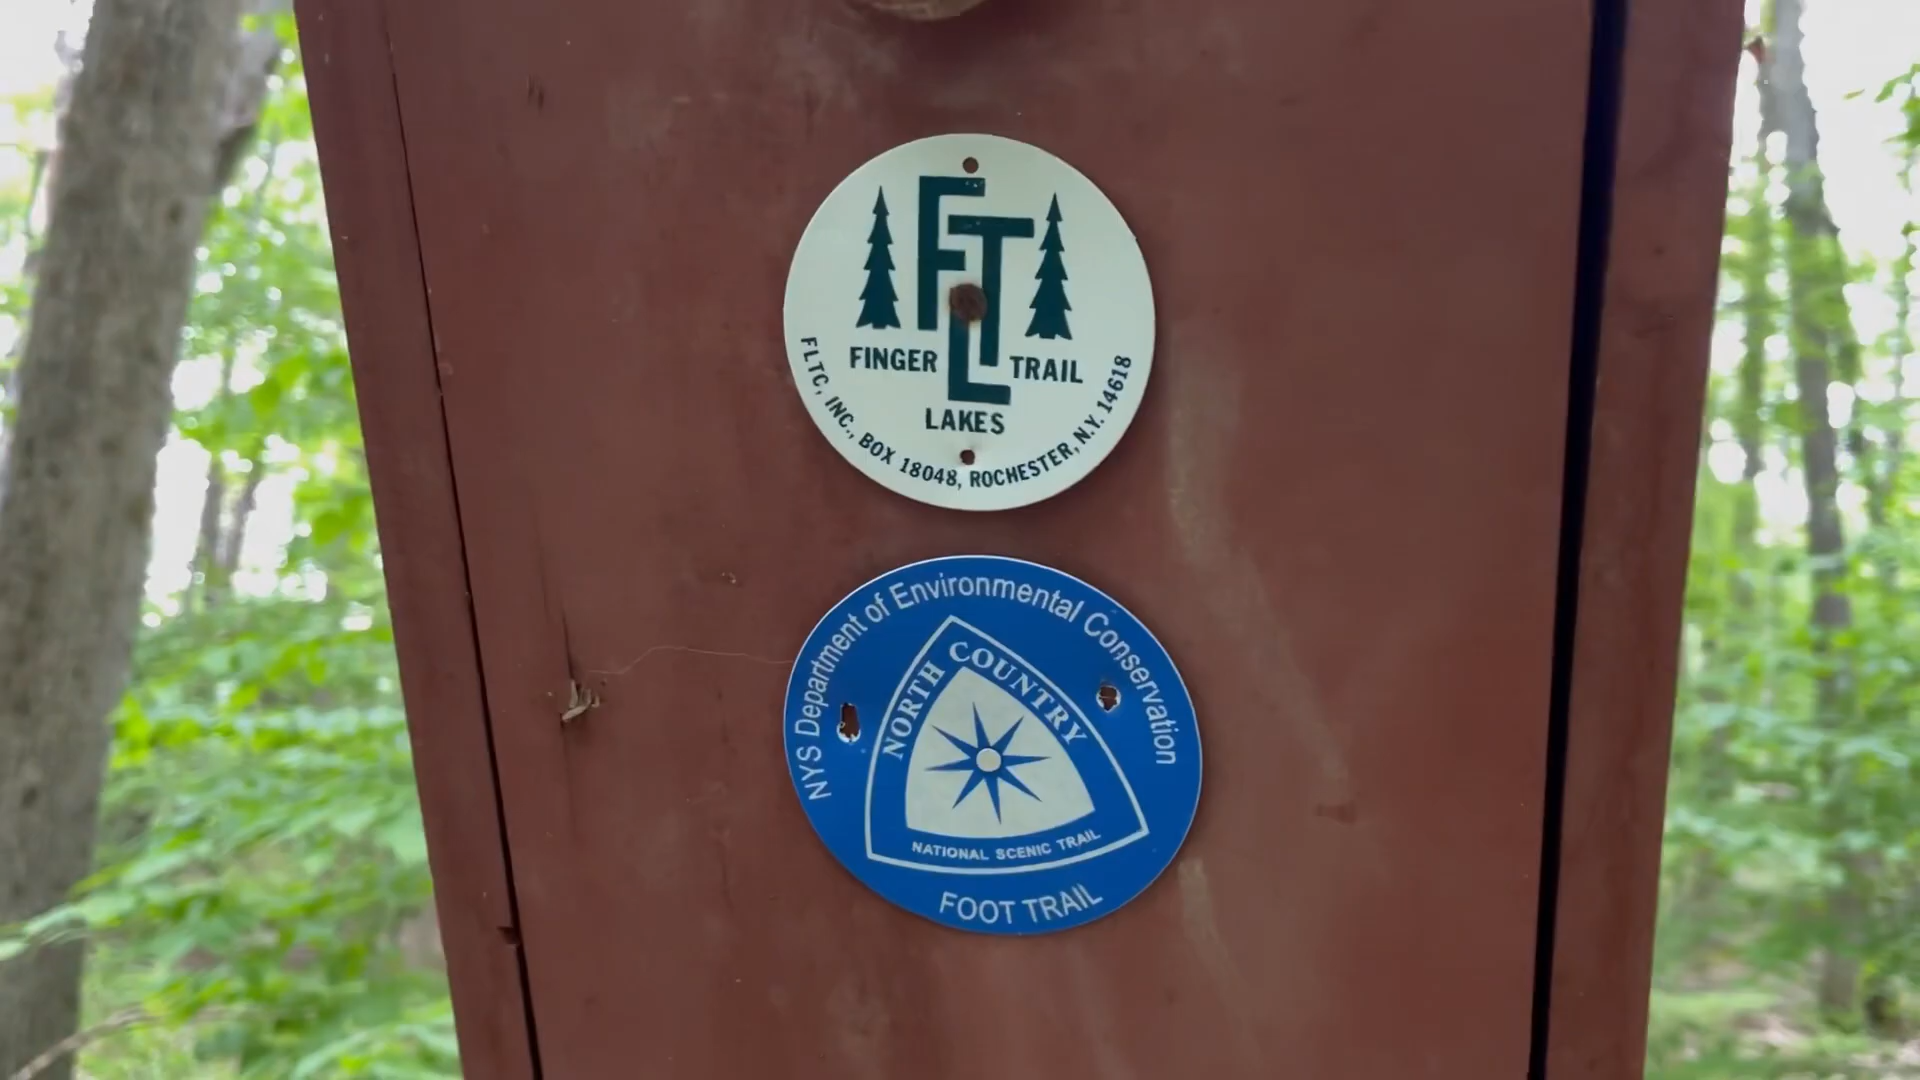 FLT
FINGER TRAIL
LAKES
FLTC, INC., BOX 18048, ROCHESTER, N.Y. 14618
NYS Department of Environmental Conservation
NORTH COUNTRY
NATIONAL SCENIC TRAIL
FOOT TRAIL